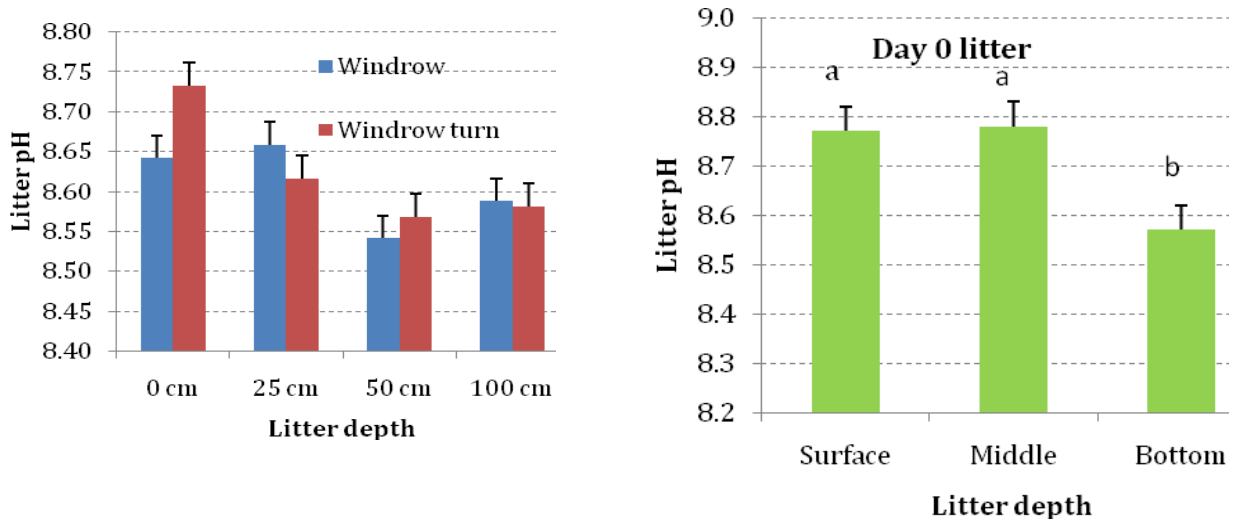 8.80
8.75
8.70
8.65
8.60
8.55
8.50
8.45
8.40
Litter pH
Windrow
Windrow turn
0 cm 25 cm 50 cm 100 cm
Litter depth
9.0
8.9
8.8
8.7
8.6
8.5
8.4
8.3
8.2
Litter pH
Day 0 litter
a a b
Surface Middle Bottom
Litter depth